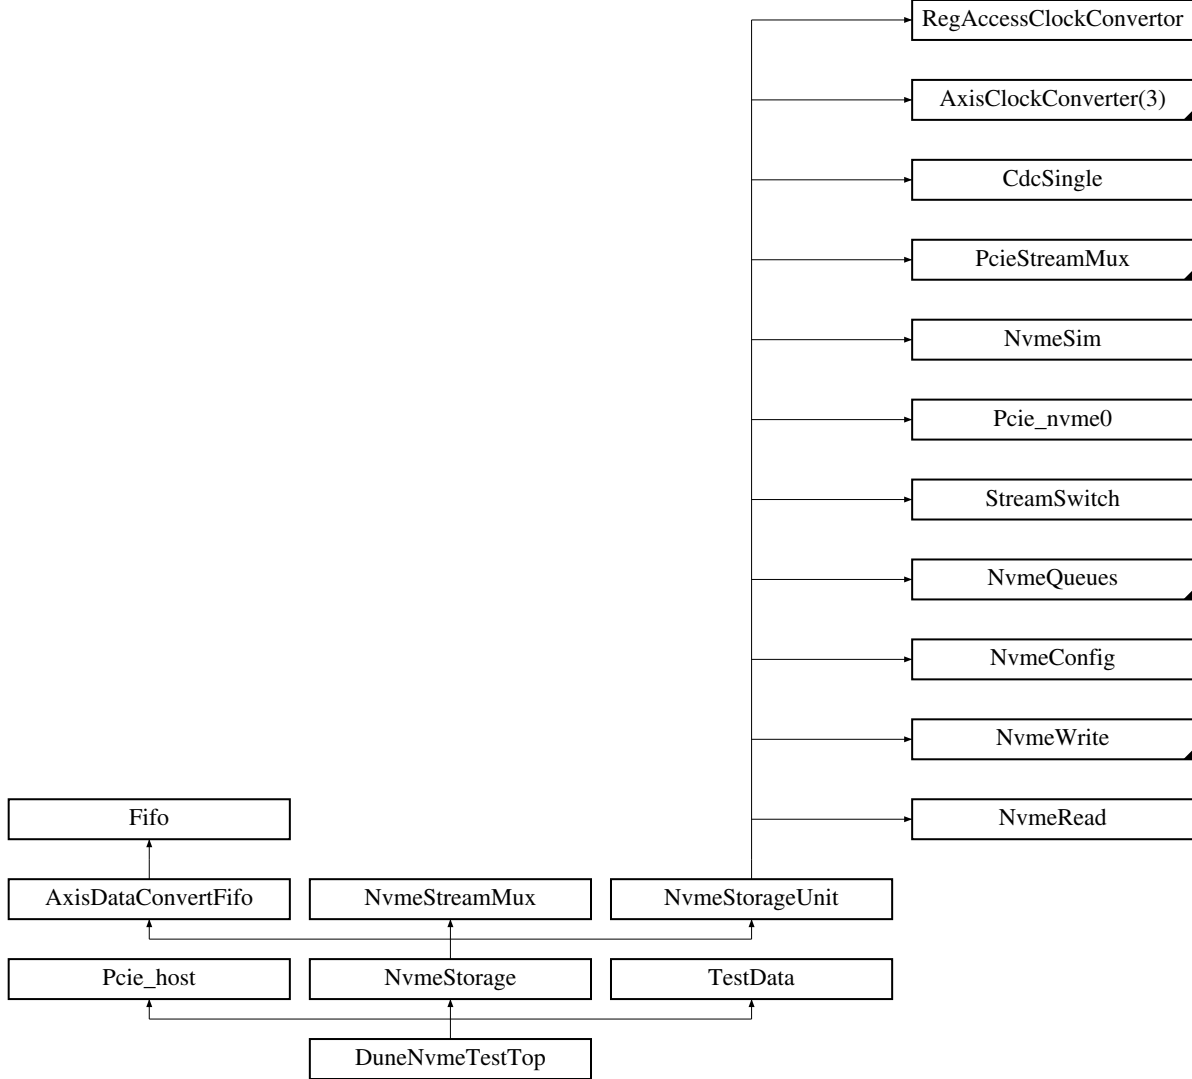 RegAccessClockConvertor
AxisClockConverter(3)
CdcSingle
PcieStreamMux
NvmeSim
Pcie_nvme0
StreamSwitch
NvmeQueues
NvmeConfig
NvmeWrite
Fifo
NvmeRead
AxisDataConvertFifo
NvmeStreamMux
NvmeStorageUnit
Pcie_host
NvmeStorage
TestData
DuneNvmeTestTop